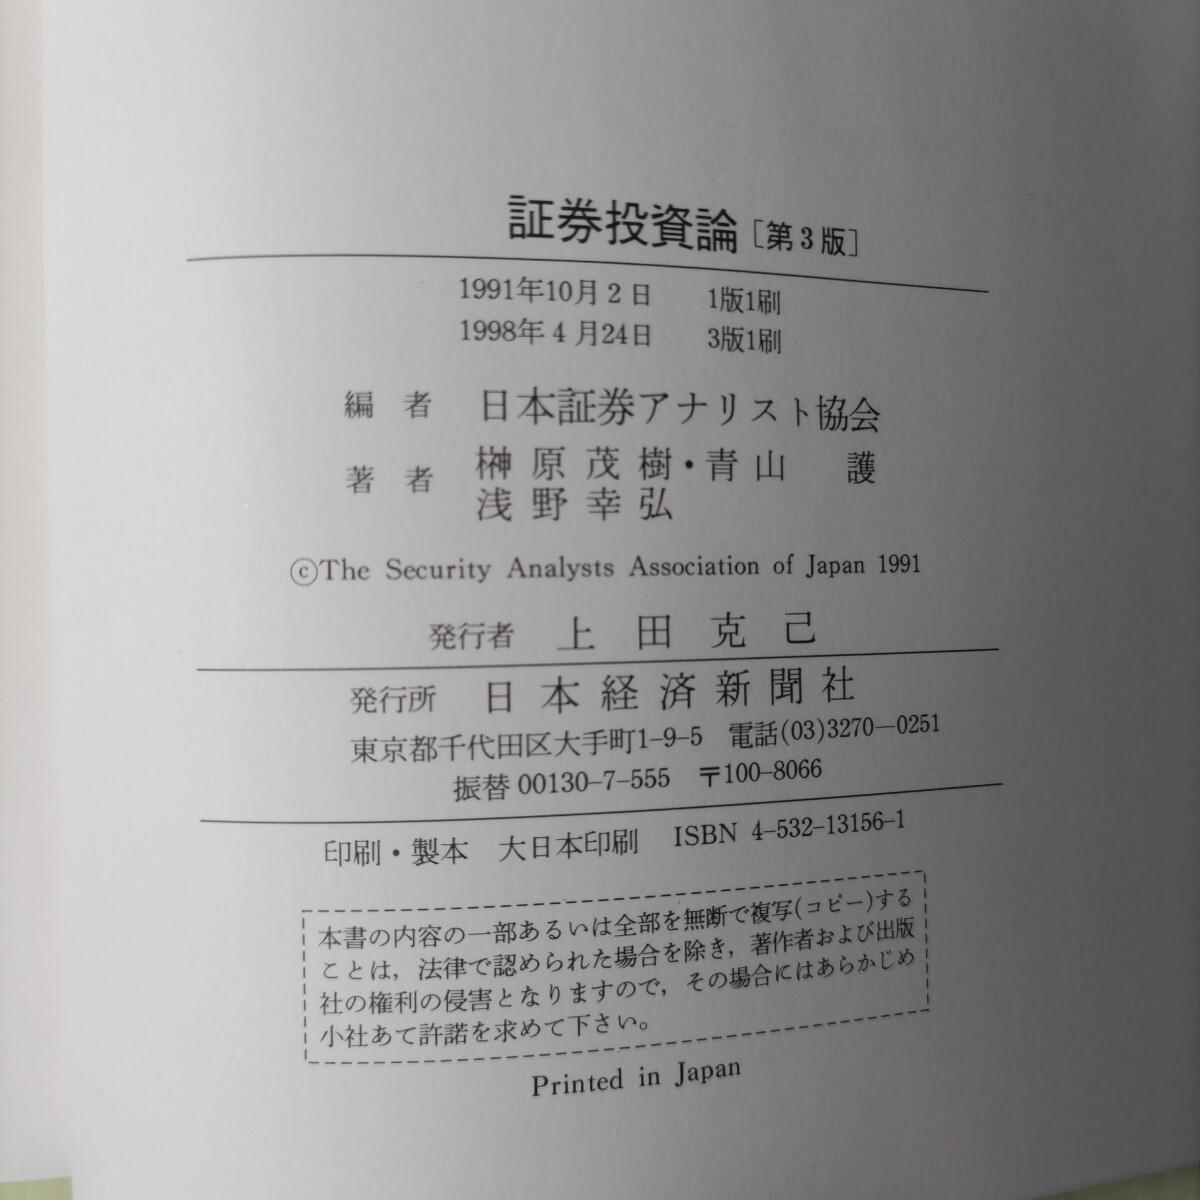 証券投資論[第3版]
1991年10月2日 1版1刷
1998年4月24日 3版1刷
編者 日本証券アナリスト協会
著者 榊原茂樹・青山護
浅野幸弘
©The Security Analysts Association of Japan 1991
発行者 上田克己
発行所 日本経済新聞社
東京都千代田区大手町1-9-5 電話(03)3270-0251
振替00130-7-555 〒100-8066
印刷・製本 大日本印刷 ISBN 4-532-13156-1
本書の内容の一部あるいは全部を無断で複写(コピー)する
ことは,法律で認められた場合を除き,著作者および出版
社の権利の侵害となりますので,その場合にはあらかじめ
小社あて許諾を求めて下さい。
Printed in Japan